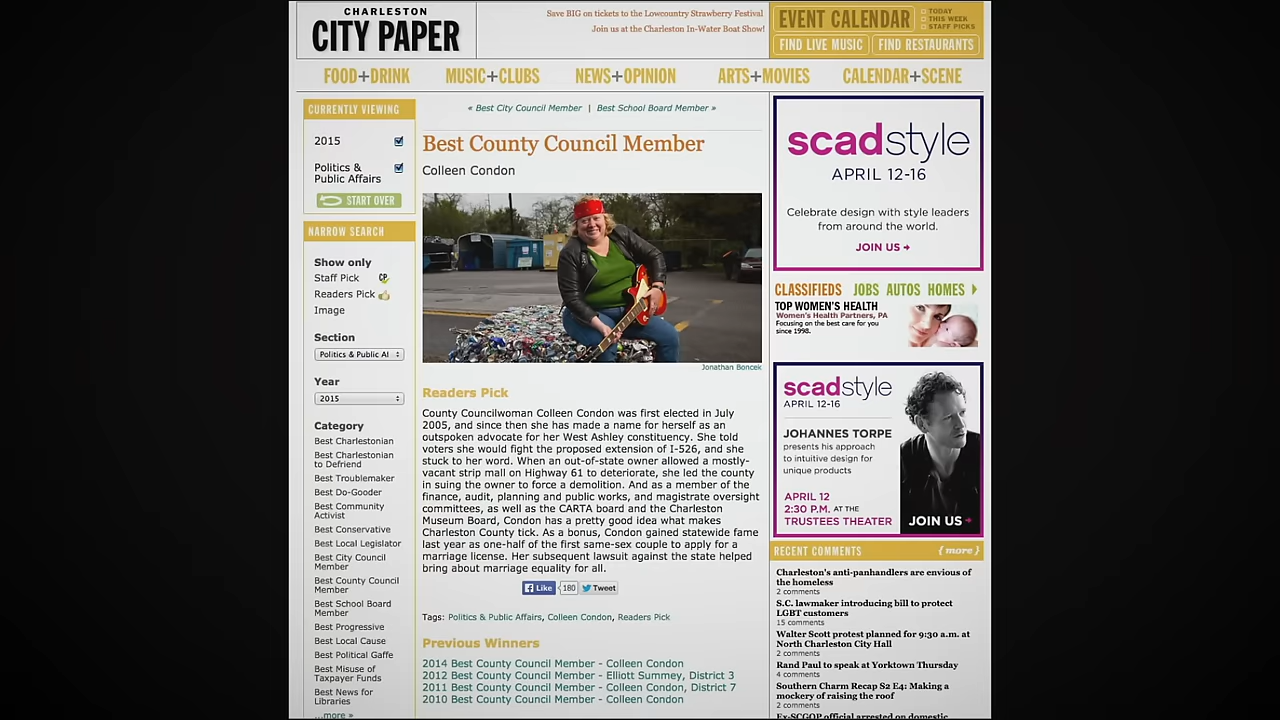 CHARLESTON
CITY PAPER
Save BIG on tickets to the Lowcountry Strawberry Festival
Join us at the Charleston In-Water Boat Show!
EVENT CALENDAR
TODAY
THIS WEEK
STAFF PICKS
FIND LIVE MUSIC
FIND RESTAURANTS
FOOD+DRINK
MUSIC+CLUBS
NEWS+OPINION
ARTS+MOVIES
CALENDAR+SCENE
CURRENTLY VIEWING
2015
Politics &
Public Affairs
START OVER
NARROW SEARCH
Show only
Staff Pick
CP
Readers Pick
Image
Section
Politics & Public Al
Year
2015
Category
Best Charlestonian
Best Charlestonian
to Defriend
Best Troublemaker
Best Do-Gooder
Best Community
Activist
Best Conservative
Best Local Legislator
Best City Council
Member
Best County Council
Member
Best School Board
Member
Best Progressive
Best Local Cause
Best Political Gaffe
Best Misuse of
Taxpayer Funds
Best News for
Libraries
...more »
« Best City Council Member | Best School Board Member »
Best County Council Member
Colleen Condon
Jonathan Boncek
Readers Pick
County Councilwoman Colleen Condon was first elected in July
2005, and since then she has made a name for herself as an
outspoken advocate for her West Ashley constituency. She told
voters she would fight the proposed extension of I-526, and she
stuck to her word. When an out-of-state owner allowed a mostly-
vacant strip mall on Highway 61 to deteriorate, she led the county
in suing the owner to force a demolition. And as a member of the
finance, audit, planning and public works, and magistrate oversight
committees, as well as the CARTA board and the Charleston
Museum Board, Condon has a pretty good idea what makes
Charleston County tick. As a bonus, Condon gained statewide fame
last year as one-half of the first same-sex couple to apply for a
marriage license. Her subsequent lawsuit against the state helped
bring about marriage equality for all.
Like 180 Tweet
Tags: Politics & Public Affairs, Colleen Condon, Readers Pick
Previous Winners
2014 Best County Council Member - Colleen Condon
2012 Best County Council Member - Elliott Summey, District 3
2011 Best County Council Member - Colleen Condon, District 7
2010 Best County Council Member - Colleen Condon
scadstyle
APRIL 12-16
Celebrate design with style leaders
from around the world.
JOIN US
CLASSIFIEDS JOBS AUTOS HOMES
TOP WOMEN'S HEALTH
Women's Health Partners, PA
Focusing on the best care for you
since 1998.
scadstyle
APRIL 12-16
JOHANNES TORPE
presents his approach
to intuitive design for
unique products
APRIL 12
2:30 P.M. AT THE
TRUSTEES THEATER
JOIN US
RECENT COMMENTS
{ more }
Charleston's anti-panhandlers are envious of
the homeless
2 comments
S.C. lawmaker introducing bill to protect
LGBT customers
15 comments
Walter Scott protest planned for 9:30 a.m. at
North Charleston City Hall
2 comments
Rand Paul to speak at Yorktown Thursday
4 comments
Southern Charm Recap S2 E4: Making a
mockery of raising the roof
2 comments
Ex-SCGOP official arrested on domestic